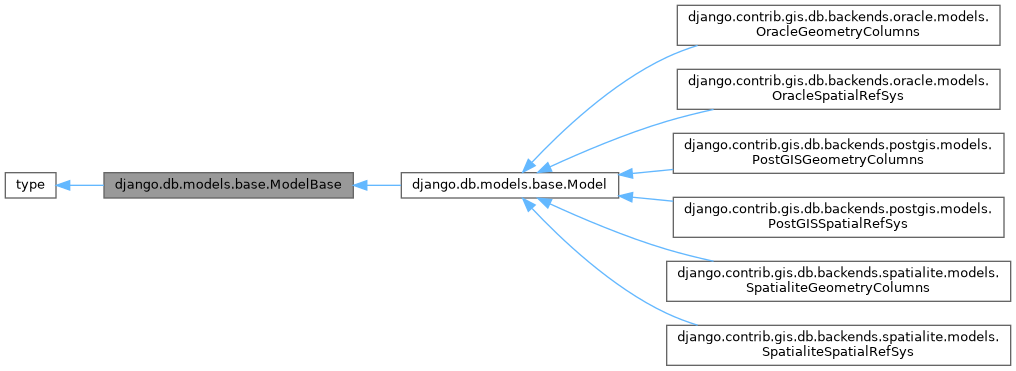 django.contrib.gis.db.backends.oracle.models.
OracleGeometryColumns
django.contrib.gis.db.backends.oracle.models.
OracleSpatialRefSys
django.contrib.gis.db.backends.postgis.models.
PostGISGeometryColumns
type
django.db.models.base.ModelBase
django.db.models.base.Model
django.contrib.gis.db.backends.postgis.models.
PostGISSpatialRefSys
django.contrib.gis.db.backends.spatialite.models.
SpatialiteGeometryColumns
django.contrib.gis.db.backends.spatialite.models.
SpatialiteSpatialRefSys